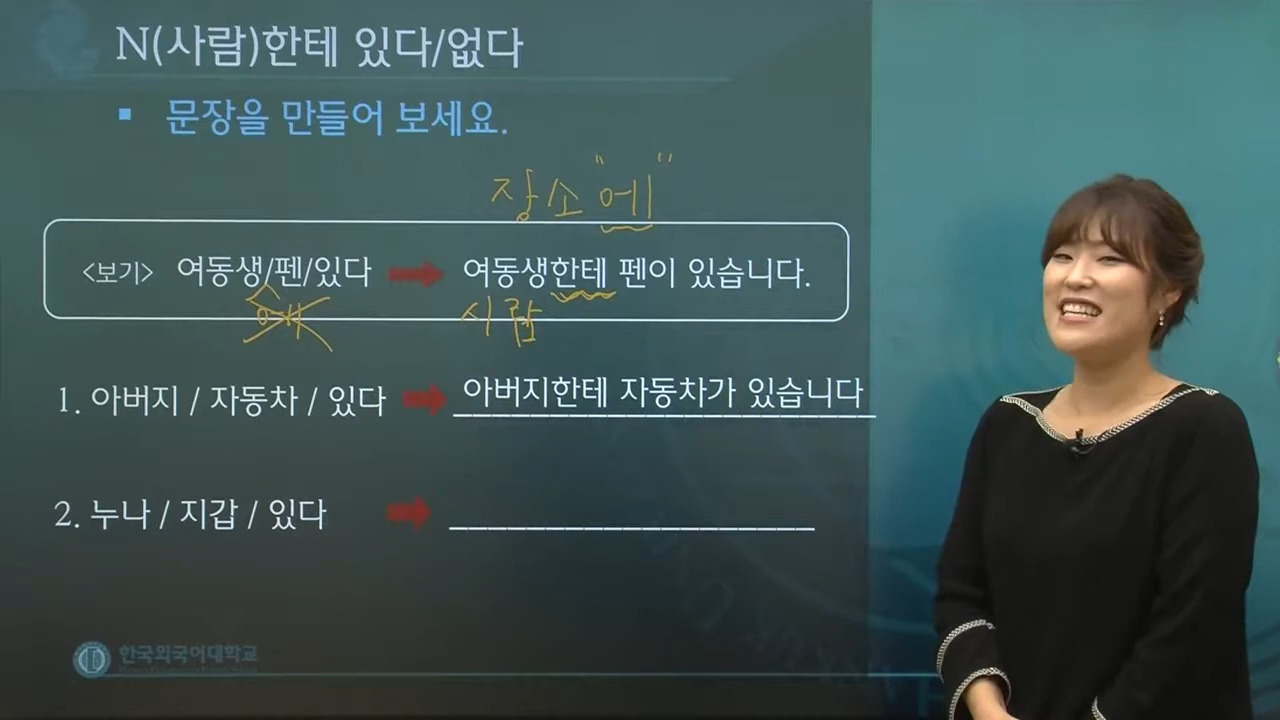 N(사람)한테 있다/없다
▪ 문장을 만들어 보세요.
장소 "에"
<보기> 여동생/펜/있다 여동생한테 펜이 있습니다.
에 사람
1. 아버지 / 자동차 / 있다 아버지한테 자동차가 있습니다
2. 누나 / 지갑 / 있다
한국외국어대학교